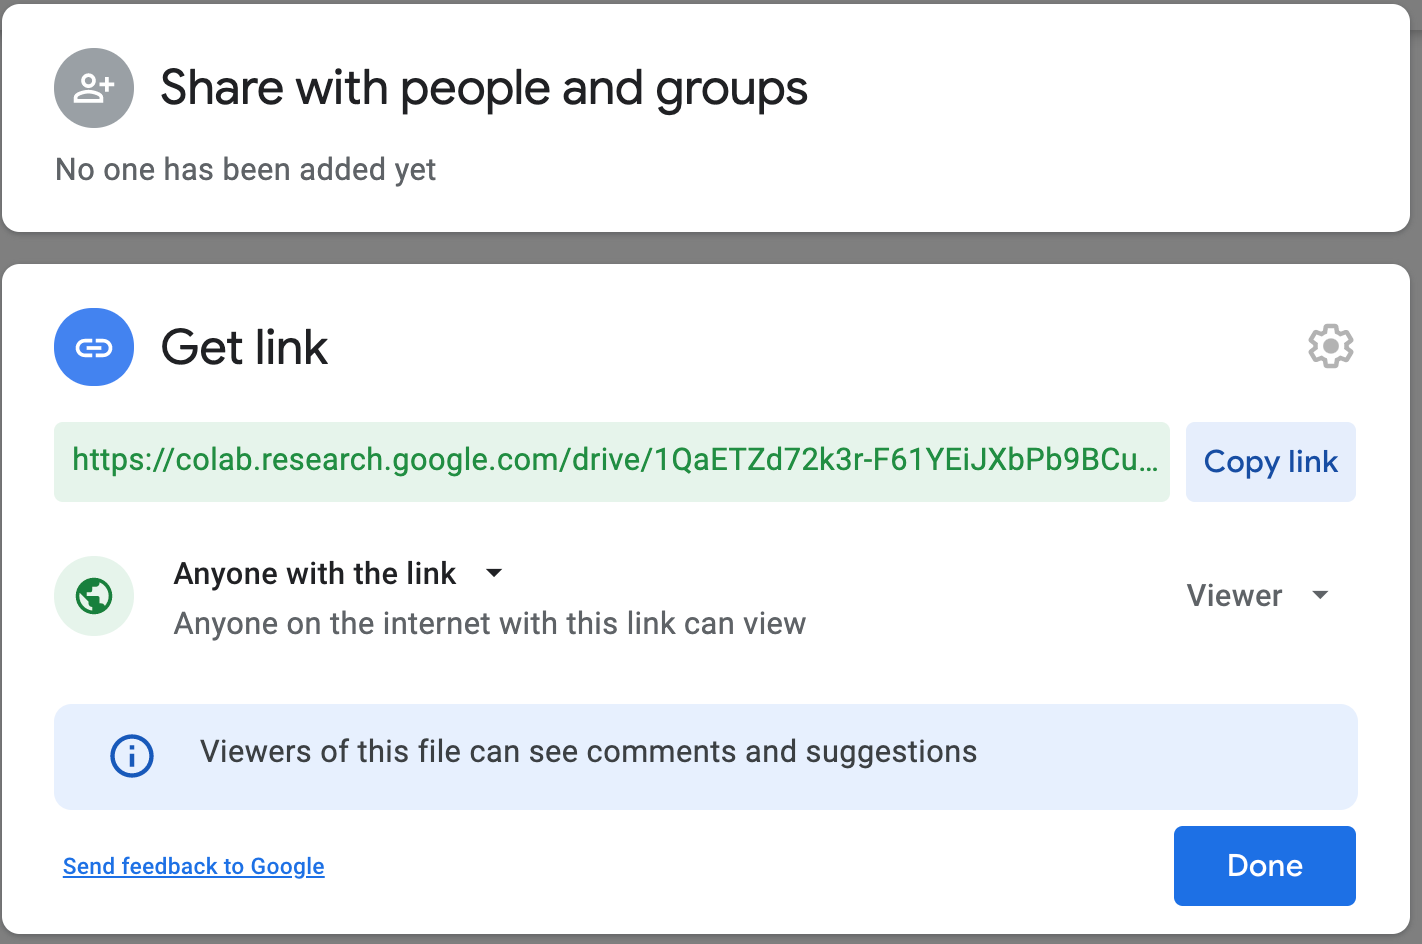 Share with people and groups
No one has been added yet
Get link
https://colab.research.google.com/drive/1QaETZd72k3r-F61YEiJXbPb9BCu...
Copy link
Anyone with the link
Anyone on the internet with this link can view
Viewer
Viewers of this file can see comments and suggestions
Send feedback to Google
Done